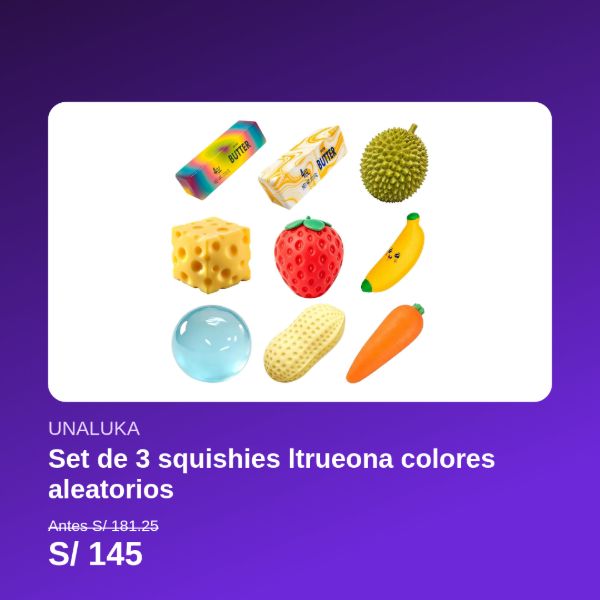 BUTTER
BUTTER
UNALUKA
Set de 3 squishies ltrueona colores
aleatorios
Antes S/ 181.25
S/ 145